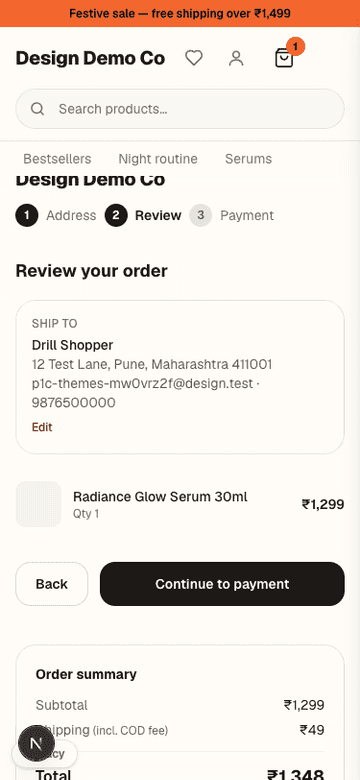 Festive sale — free shipping over ₹1,499
Design Demo Co
1
Search products...
Bestsellers Night routine Serums
Design Demo Co
1 Address 2 Review 3 Payment
Review your order
SHIP TO
Drill Shopper
12 Test Lane, Pune, Maharashtra 411001
p1c-themes-mw0vrz2f@design.test ·
9876500000
Edit
Radiance Glow Serum 30ml
Qty 1
₹1,299
Back
Continue to payment
Order summary
Subtotal ₹1,299
hipping (incl. COD fee) ₹49
N
acy
Total ₹1,348